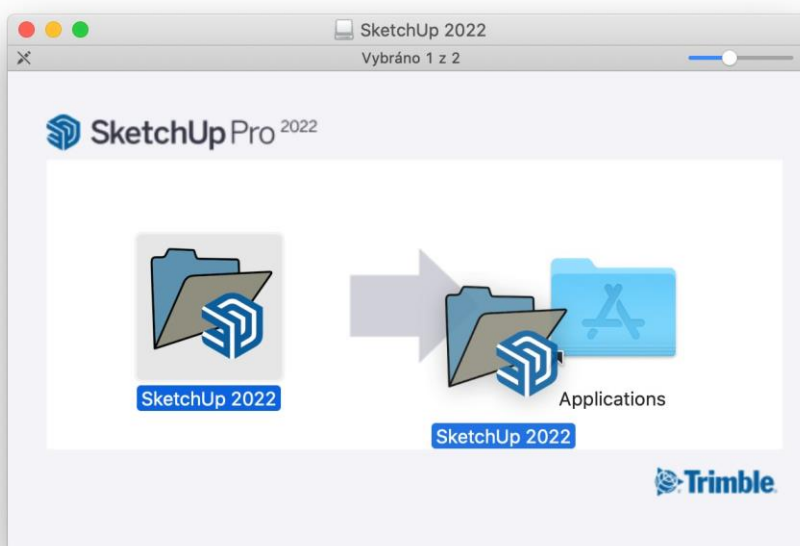 SketchUp 2022
Vybráno 1 z 2
SketchUp Pro 2022
SketchUp 2022
Applications
SketchUp 2022
Trimble